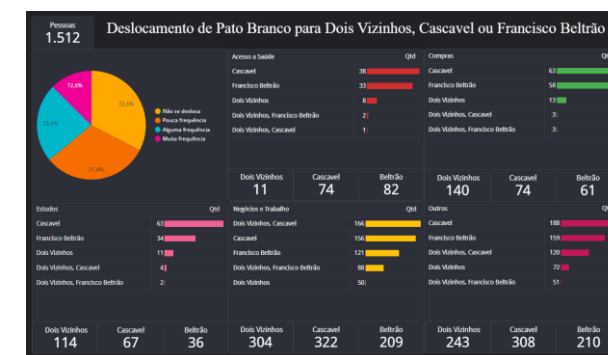 Pessoas
1.512
Deslocamento de Pato Branco para Dois Vizinhos, Cascavel ou Francisco Beltrão
12,6%
32,6%
23,4%
31,4%
Não se desloca
Pouca frequência
Alguma frequência
Muita frequência
Acesso a Saúde Qtd
Cascavel 38
Francisco Beltrão 33
Dois Vizinhos 8
Dois Vizinhos, Francisco Beltrão 2
Dois Vizinhos, Cascavel 1
Dois Vizinhos Cascavel Beltrão
11 74 82
Compras
Cascavel 63
Francisco Beltrão 58
Dois Vizinhos 13
Dois Vizinhos, Cascavel 3
Dois Vizinhos, Francisco Beltrão 3
Dois Vizinhos Cascavel Beltrão
140 74 61
Estudos Qtd
Cascavel 63
Francisco Beltrão 34
Dois Vizinhos 11
Dois Vizinhos, Cascavel 4
Dois Vizinhos, Francisco Beltrão 2
Dois Vizinhos Cascavel Beltrão
114 67 36
Negócios e Trabalho Qtd
Dois Vizinhos, Cascavel 166
Cascavel 156
Francisco Beltrão 121
Dois Vizinhos, Francisco Beltrão 88
Dois Vizinhos 50
Dois Vizinhos Cascavel Beltrão
304 322 209
Outros
Cascavel 188
Francisco Beltrão 159
Dois Vizinhos, Cascavel 120
Dois Vizinhos 72
Dois Vizinhos, Francisco Beltrão 51
Dois Vizinhos Cascavel Beltrão
243 308 210